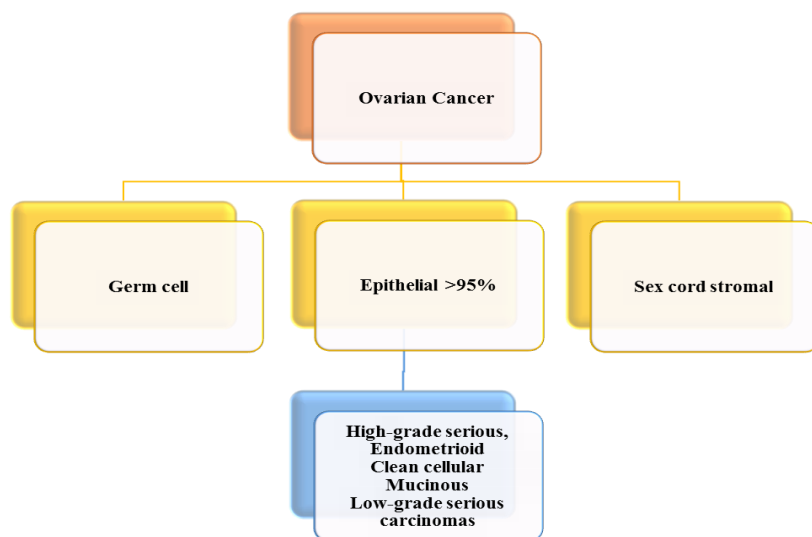 Ovarian Cancer
Germ cell
Epithelial >95%
Sex cord stromal
High-grade serious,
Endometrioid
Clean cellular
Mucinous
Low-grade serious
carcinomas